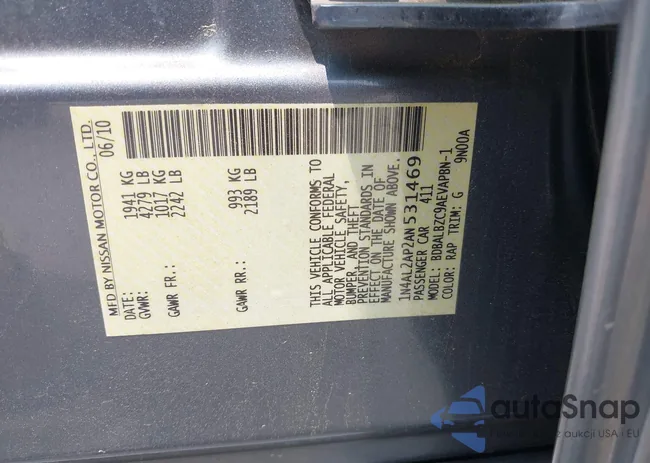 MFD BY NISSAN MOTOR CO., LTD.
DATE: 06/10
GVWR: 1941 KG
4279 LB
GAWR FR.: 1017 KG
2242 LB
GAWR RR.: 993 KG
2189 LB
THIS VEHICLE CONFORMS TO
ALL APPLICABLE FEDERAL
MOTOR VEHICLE SAFETY,
BUMPER, AND THEFT
PREVENTION STANDARDS IN
EFFECT ON THE DATE OF
MANUFACTURE SHOWN ABOVE.
1N4AL2AP2AN531469
PASSENGER CAR 411
MODEL: BDBALBZC9AEVAPBN-1
COLOR: RAP TRIM: G 9N00A
autoSnap
aukcji USA i EU